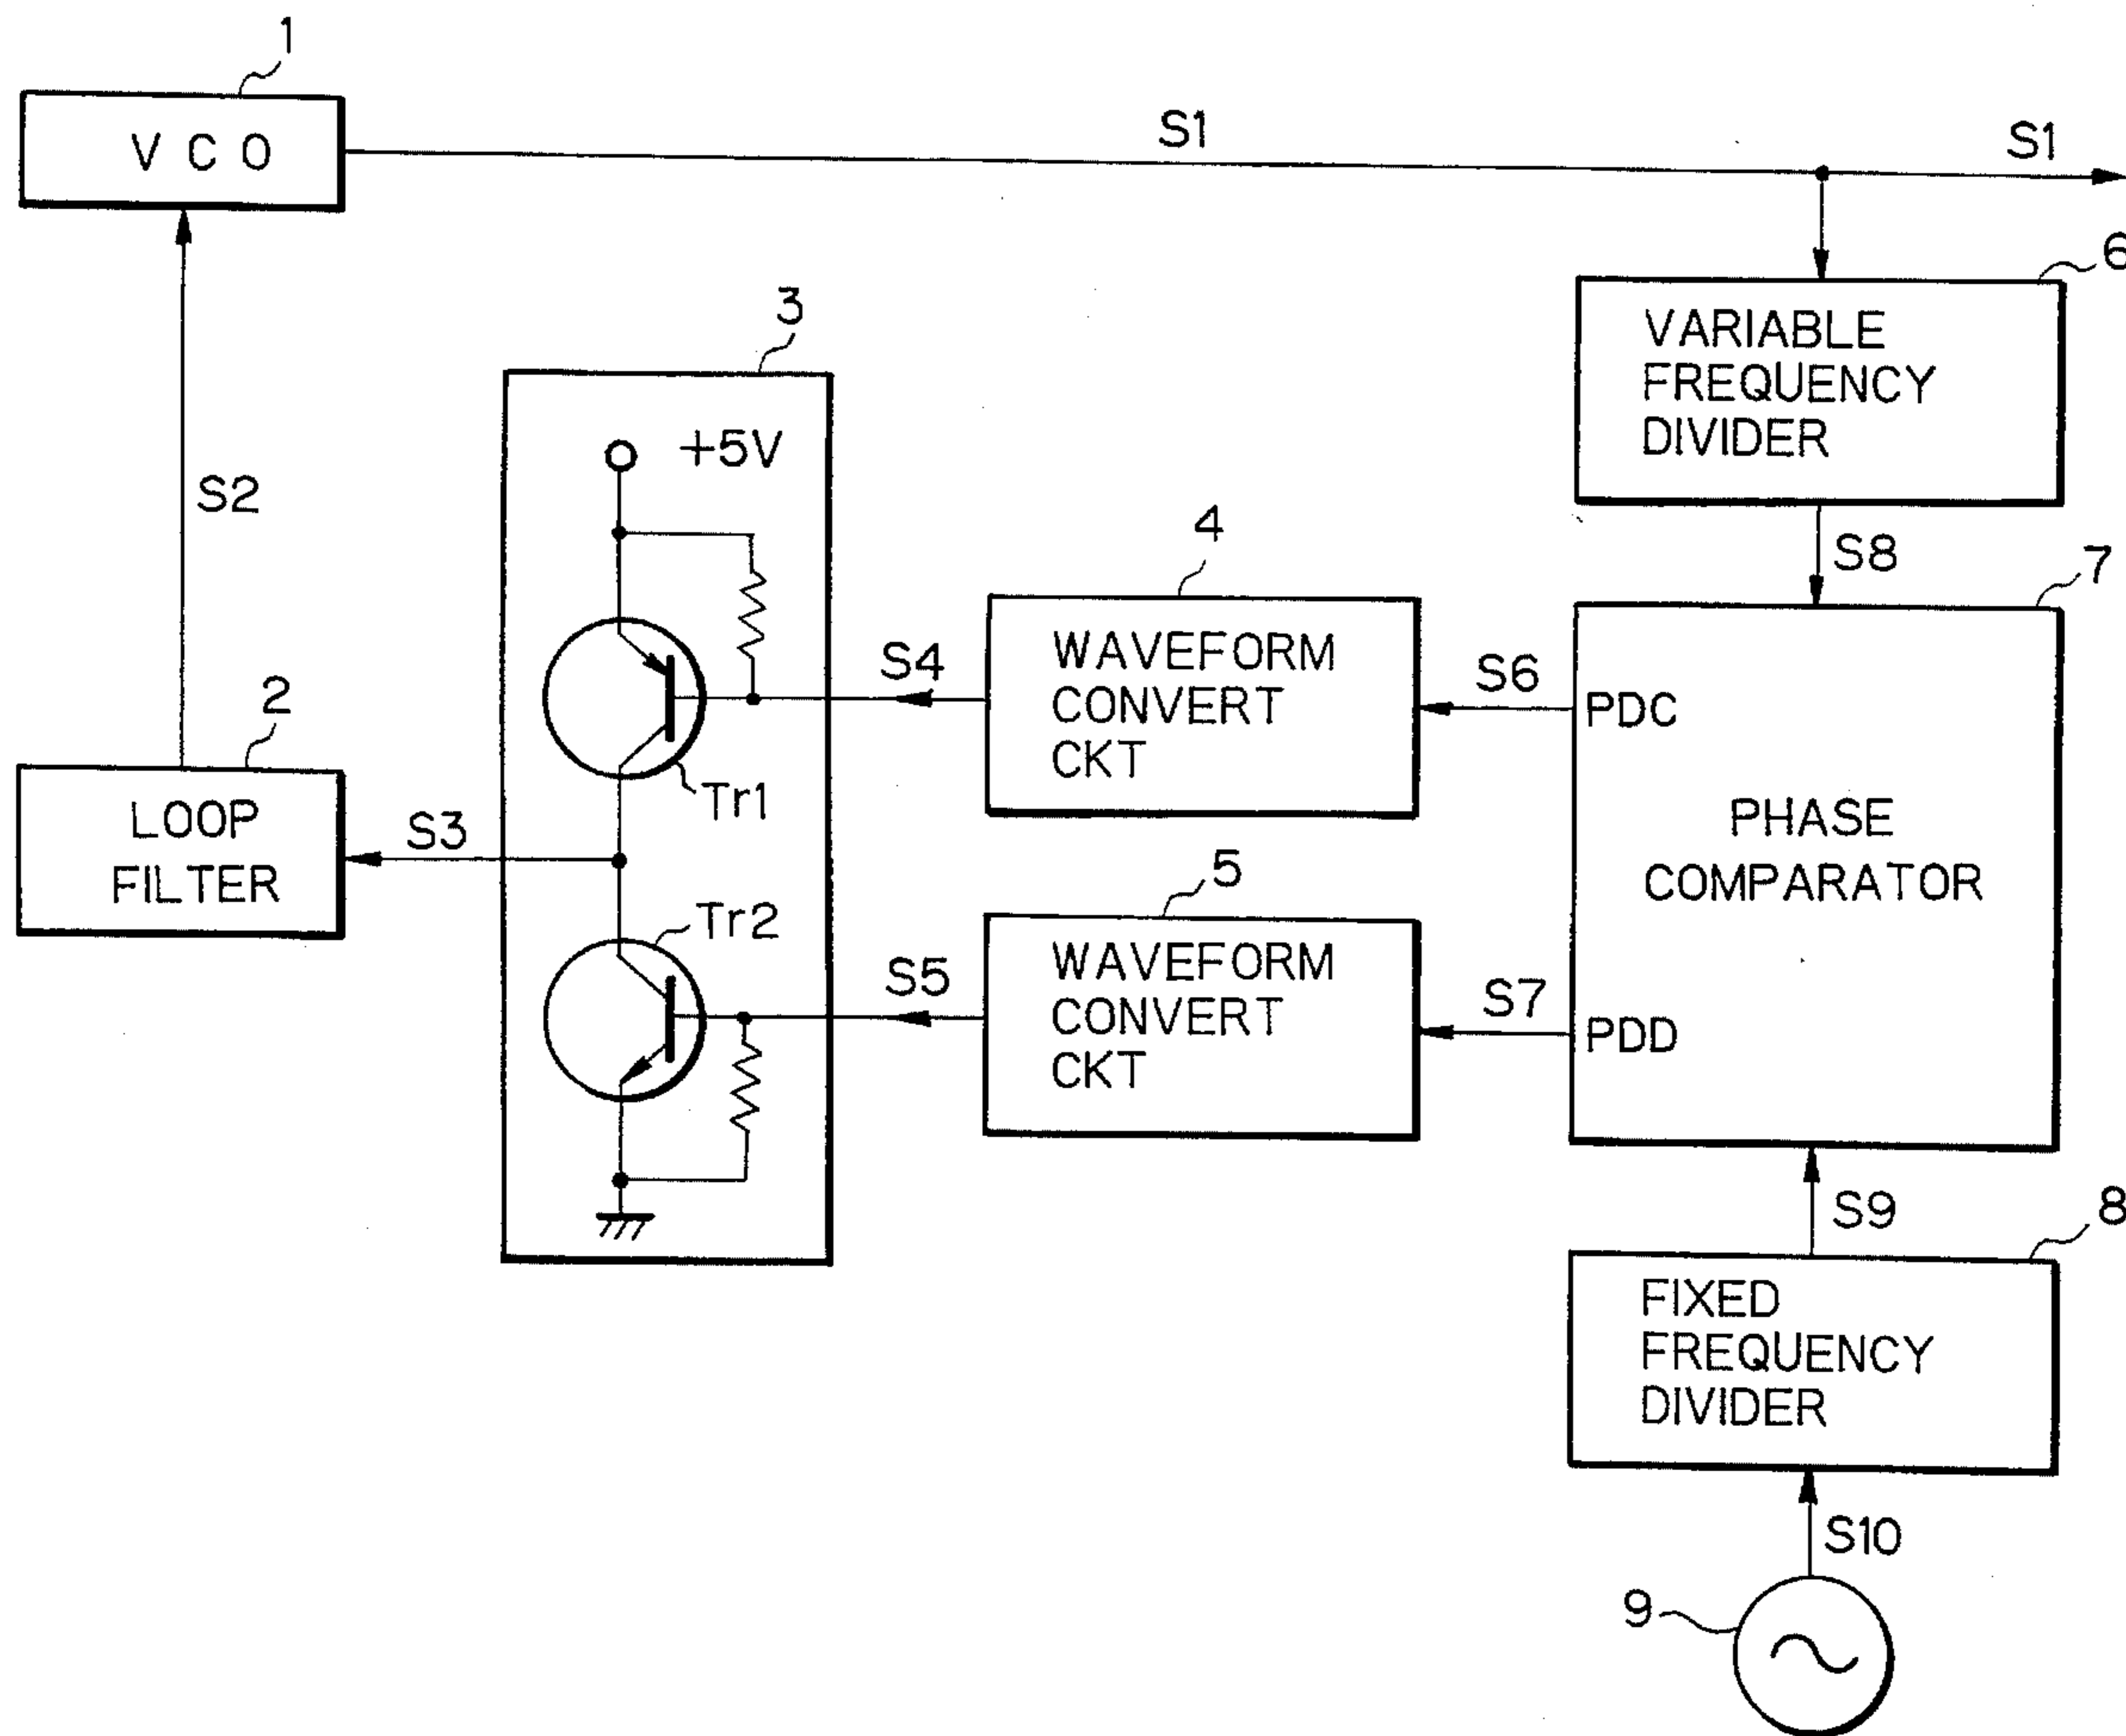 1
V C O
S1
S1
6
VARIABLE
FREQUENCY
DIVIDER
3
+5V
S2
4
S8
7
WAVEFORM
CONVERT
CKT
S4
S6
PDC
2
Tr1
LOOP
FILTER
S3
PHASE
COMPARATOR
5
Tr2
WAVEFORM
CONVERT
CKT
S5
S7
PDD
S9
8
FIXED
FREQUENCY
DIVIDER
S10
9